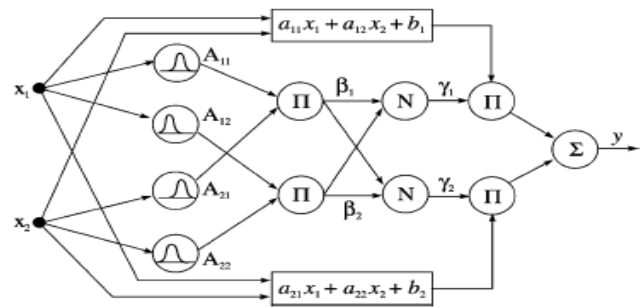 a₁₁x₁ + a₁₂x₂ + b₁
A₁₁
x₁
A₁₂
Π β₁ N γ₁ Π
Σ y
A₂₁
x₂
Π β₂ N γ₂ Π
A₂₂
a₂₁x₁ + a₂₂x₂ + b₂